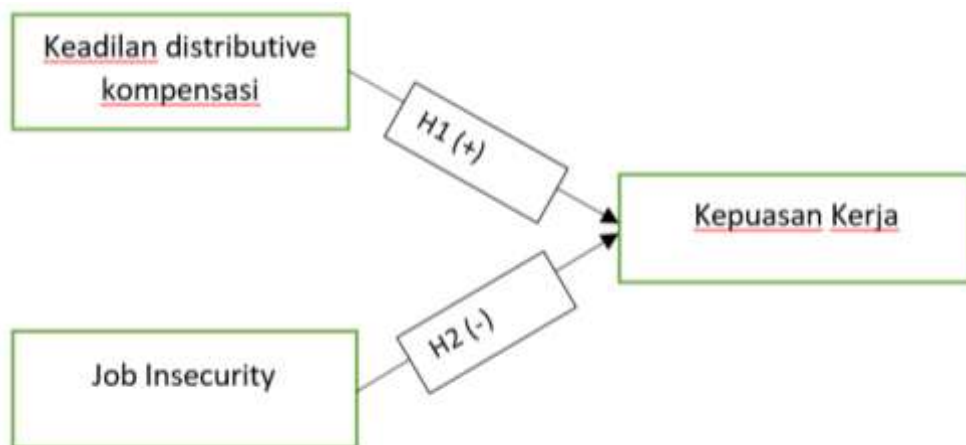 Keadilan distributive
kompensasi
H1 (+)
Kepuasan Kerja
H2 (-)
Job Insecurity